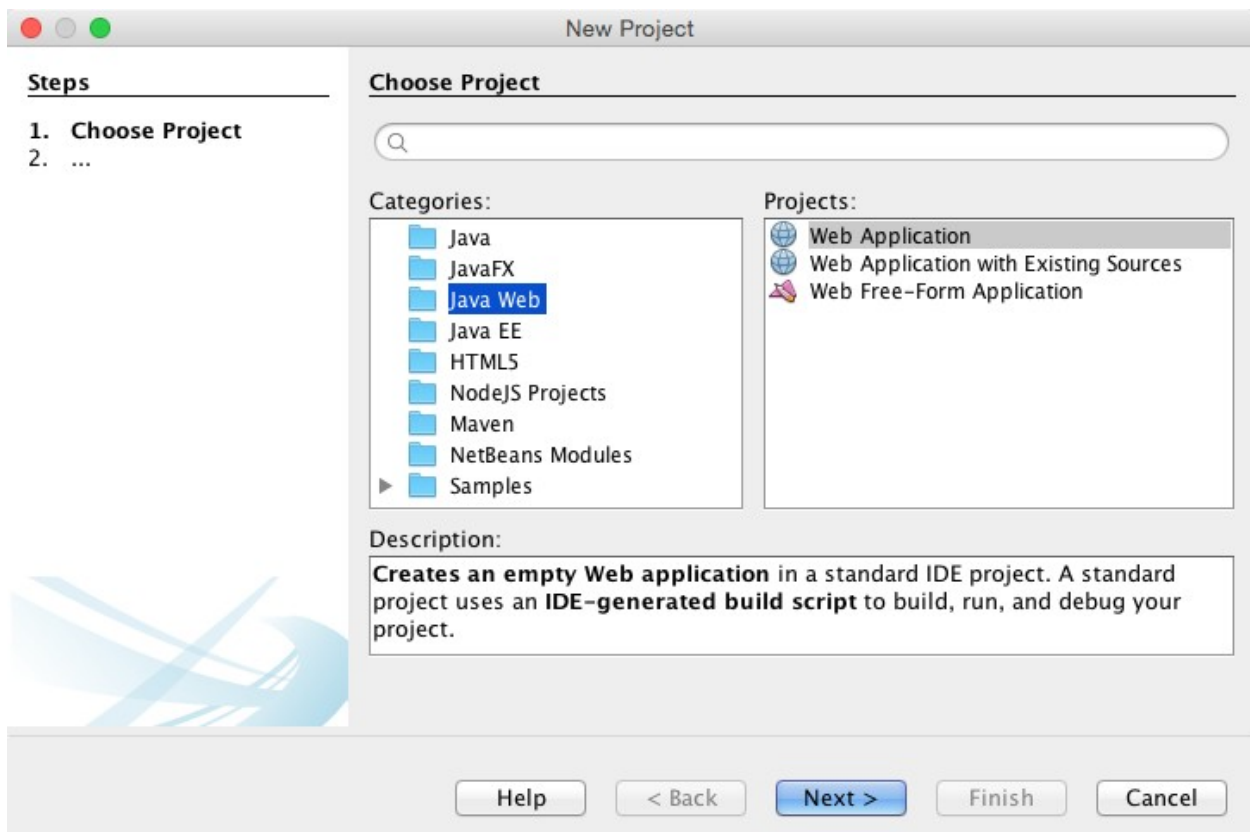 New Project
Steps
1. Choose Project
2. ...
Choose Project
Categories:
Java
JavaFX
Java Web
Java EE
HTML5
NodeJS Projects
Maven
NetBeans Modules
Samples
Projects:
Web Application
Web Application with Existing Sources
Web Free-Form Application
Description:
Creates an empty Web application in a standard IDE project. A standard
project uses an IDE-generated build script to build, run, and debug your
project.
Help
< Back
Next >
Finish
Cancel